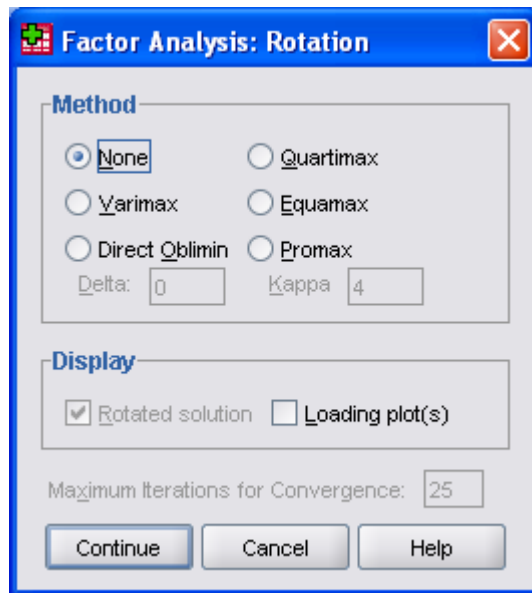 Factor Analysis: Rotation
Method
None Quartimax
Varimax Equamax
Direct Oblimin Promax
Delta: 0 Kappa 4
Display
Rotated solution Loading plot(s)
Maximum Iterations for Convergence: 25
Continue Cancel Help